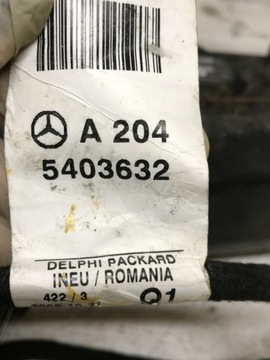 A 204
5403632
DELPHI PACKARD
INEU / ROMANIA
422 / 3 Q1